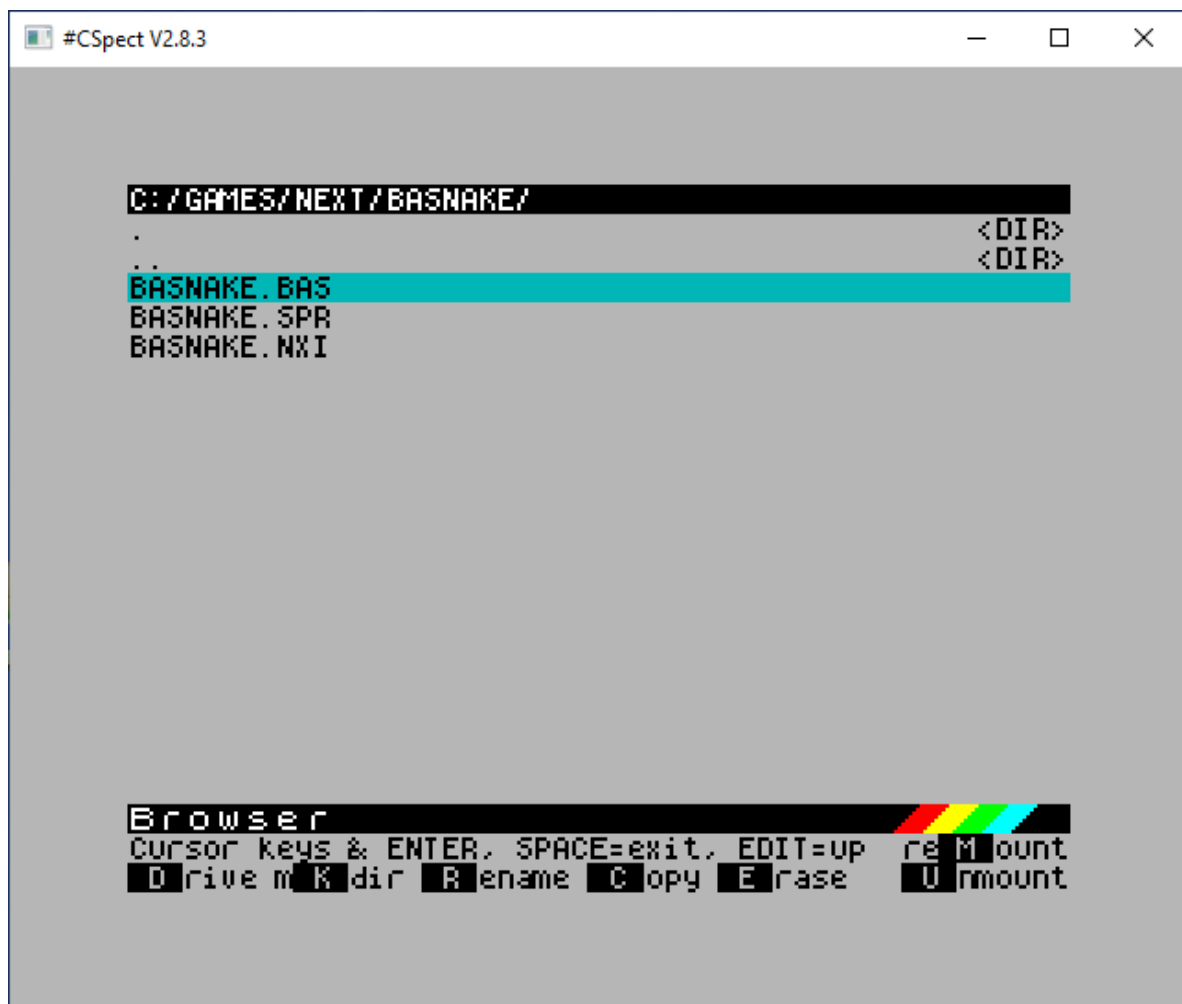 #CSpect V2.8.3
C:/GAMES/NEXT/BASNAKE/
. <DIR>
.. <DIR>
BASNAKE.BAS
BASNAKE.SPR
BASNAKE.NXI
Browser
Cursor keys & ENTER, SPACE=exit, EDIT=up reMount
Drive mKdir Rename Copy Erase Unmount